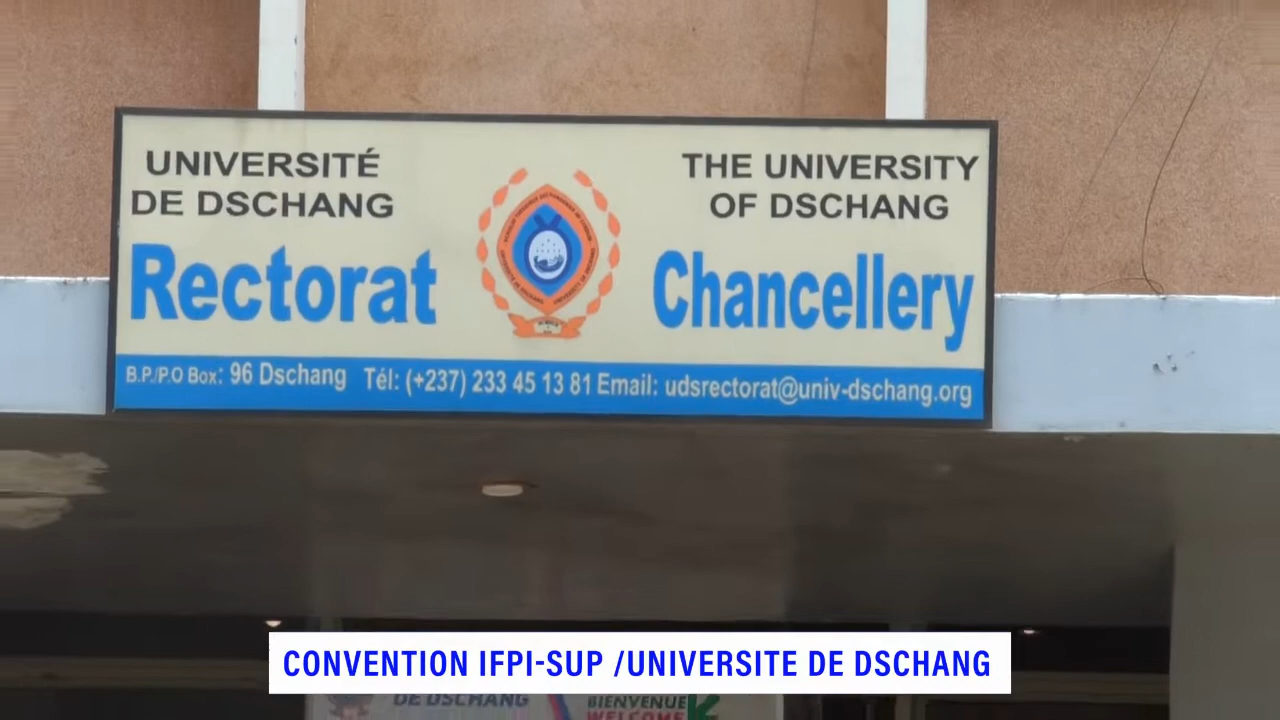 UNIVERSITÉ
DE DSCHANG
Rectorat
THE UNIVERSITY
OF DSCHANG
Chancellery
B.P./P.O Box: 96 Dschang Tél: (+237) 233 45 13 81 Email: udsrectorat@univ-dschang.org
CONVENTION IFPI-SUP /UNIVERSITE DE DSCHANG
DE DSCHANG
BIENVENUE
WELCOME